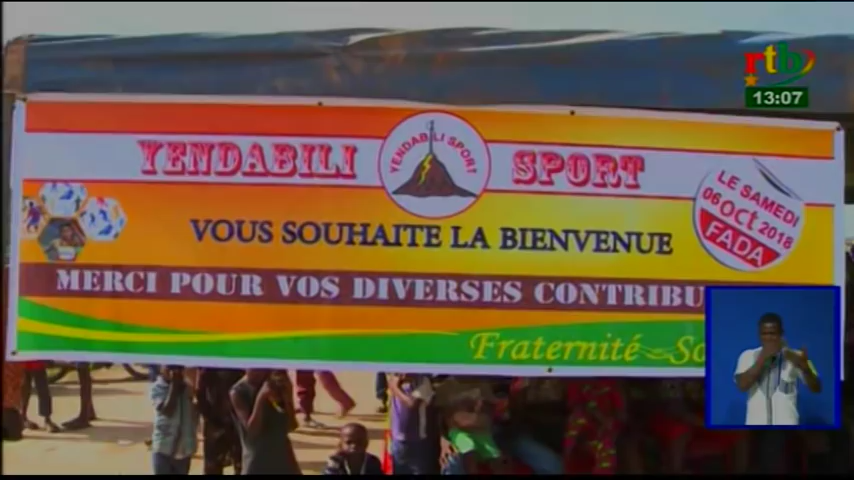 rtb
13:07
YENDABILI SPORT
YENDABILI SPORT
LE SAMEDI
06 OCT 2018
FADA
VOUS SOUHAITE LA BIENVENUE
MERCI POUR VOS DIVERSES
Fraternité